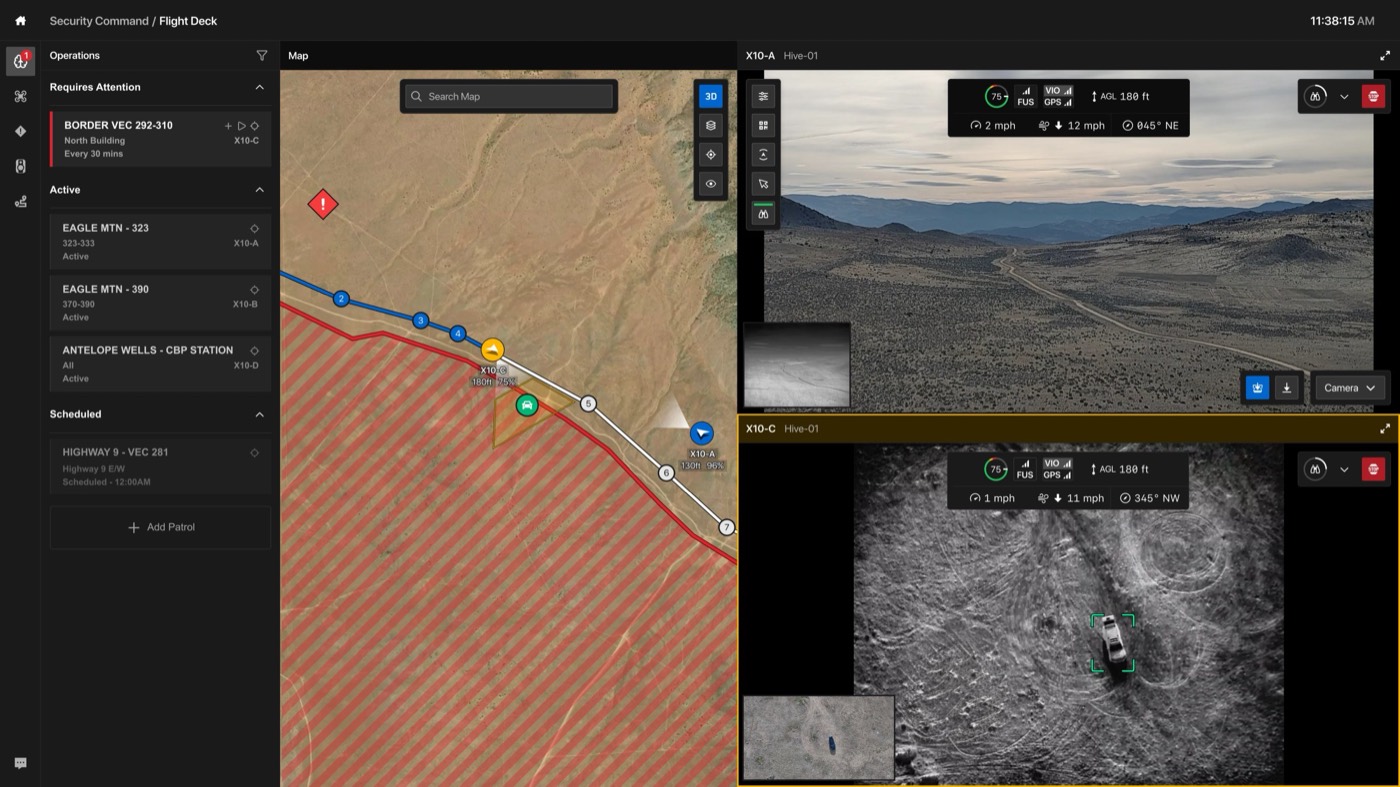 Security Command / Flight Deck
11:38:15 AM
1
Operations
Requires Attention
BORDER VEC 292-310
North Building
X10-C
Every 30 mins
Active
EAGLE MTN - 323
323-333
X10-A
Active
EAGLE MTN - 390
370-390
X10-B
Active
ANTELOPE WELLS - CBP STATION
All
X10-D
Active
Scheduled
HIGHWAY 9 - VEC 281
Highway 9 E/W
Scheduled - 12:00AM
Add Patrol
Map
Search Map
3D
!
2
3
4
X10-C
180ft 75%
5
X10-A
130ft 96%
6
7
X10-A Hive-01
75
FUS
VIO
GPS
AGL 180 ft
2 mph
12 mph
045° NE
Camera
X10-C Hive-01
75
FUS
VIO
GPS
AGL 180 ft
1 mph
11 mph
345° NW